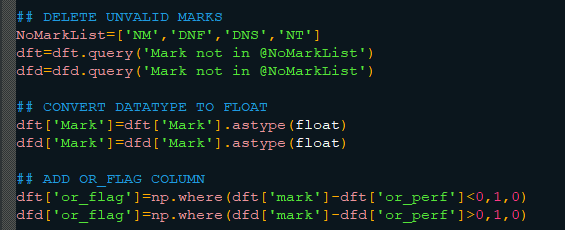 ## DELETE UNVALID MARKS
NoMarkList=['NM','DNF','DNS','NT']
dft=dft.query('Mark not in @NoMarkList')
dfd=dfd.query('Mark not in @NoMarkList')
## CONVERT DATATYPE TO FLOAT
dft['Mark']=dft['Mark'].astype(float)
dfd['Mark']=dfd['Mark'].astype(float)
## ADD OR_FLAG COLUMN
dft['or_flag']=np.where(dft['mark']-dft['or_perf']<0,1,0)
dfd['or_flag']=np.where(dfd['mark']-dfd['or_perf']>0,1,0)